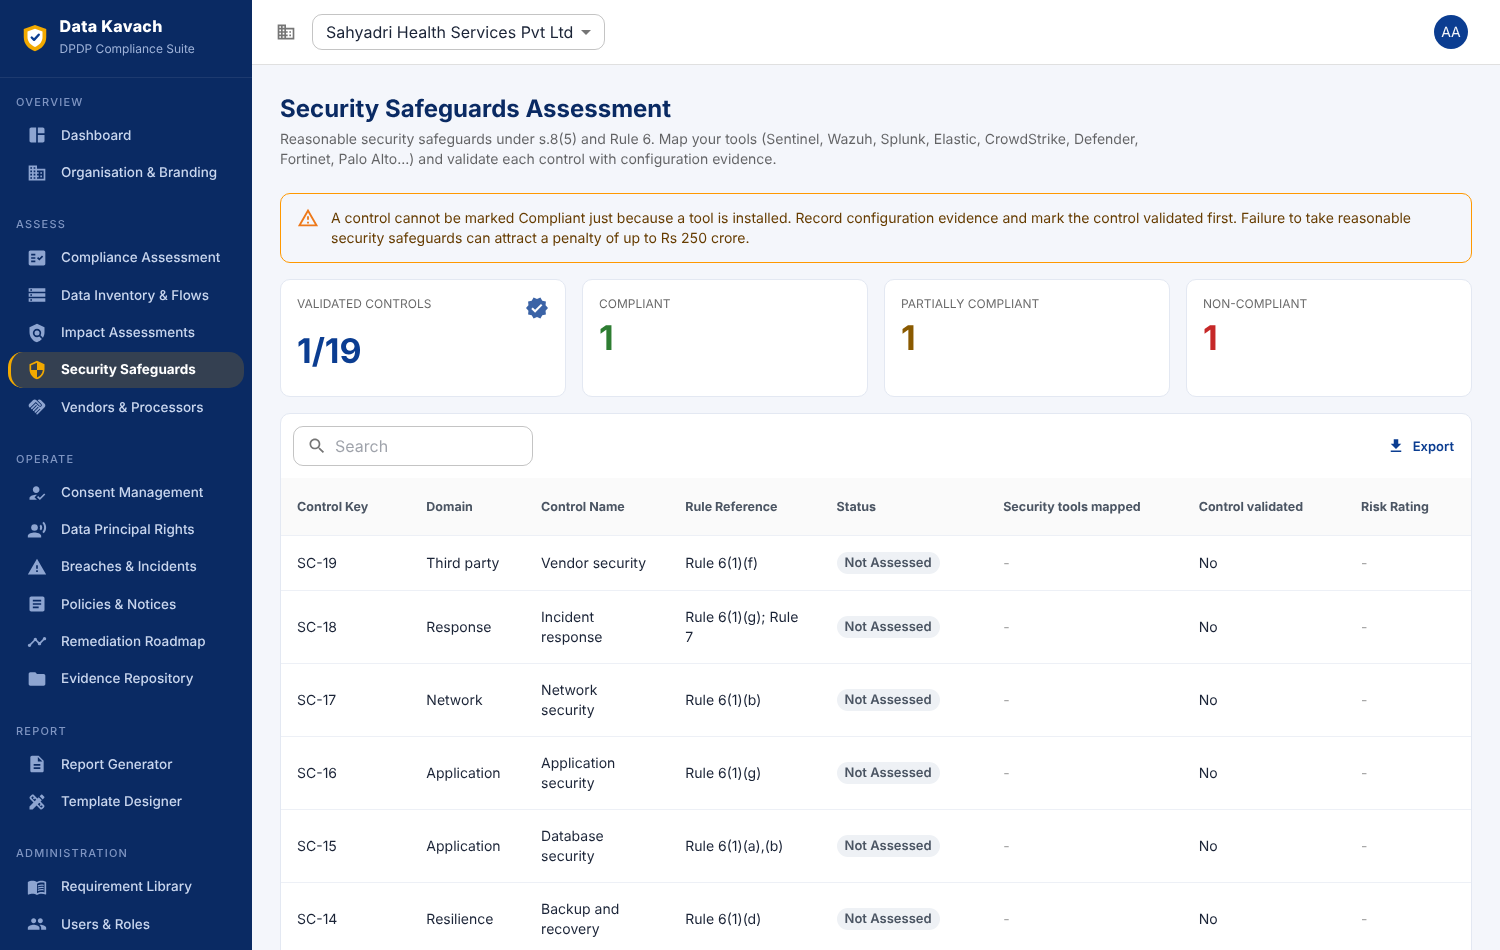 Data Kavach
DPDP Compliance Suite
OVERVIEW
Dashboard
Organisation & Branding
ASSESS
Compliance Assessment
Data Inventory & Flows
Impact Assessments
Security Safeguards
Vendors & Processors
OPERATE
Consent Management
Data Principal Rights
Breaches & Incidents
Policies & Notices
Remediation Roadmap
Evidence Repository
REPORT
Report Generator
Template Designer
ADMINISTRATION
Requirement Library
Users & Roles
Sahyadri Health Services Pvt Ltd
AA
Security Safeguards Assessment
Reasonable security safeguards under s.8(5) and Rule 6. Map your tools (Sentinel, Wazuh, Splunk, Elastic, CrowdStrike, Defender,
Fortinet, Palo Alto...) and validate each control with configuration evidence.
A control cannot be marked Compliant just because a tool is installed. Record configuration evidence and mark the control validated first. Failure to take reasonable
security safeguards can attract a penalty of up to Rs 250 crore.
VALIDATED CONTROLS
1/19
COMPLIANT
1
PARTIALLY COMPLIANT
1
NON-COMPLIANT
1
Search
Export
Control Key Domain Control Name Rule Reference Status Security tools mapped Control validated Risk Rating
SC-19 Third party Vendor security Rule 6(1)(f) Not Assessed - No -
SC-18 Response Incident response Rule 6(1)(g); Rule 7 Not Assessed - No -
SC-17 Network Network security Rule 6(1)(b) Not Assessed - No -
SC-16 Application Application security Rule 6(1)(g) Not Assessed - No -
SC-15 Application Database security Rule 6(1)(a),(b) Not Assessed - No -
SC-14 Resilience Backup and recovery Rule 6(1)(d) Not Assessed - No -